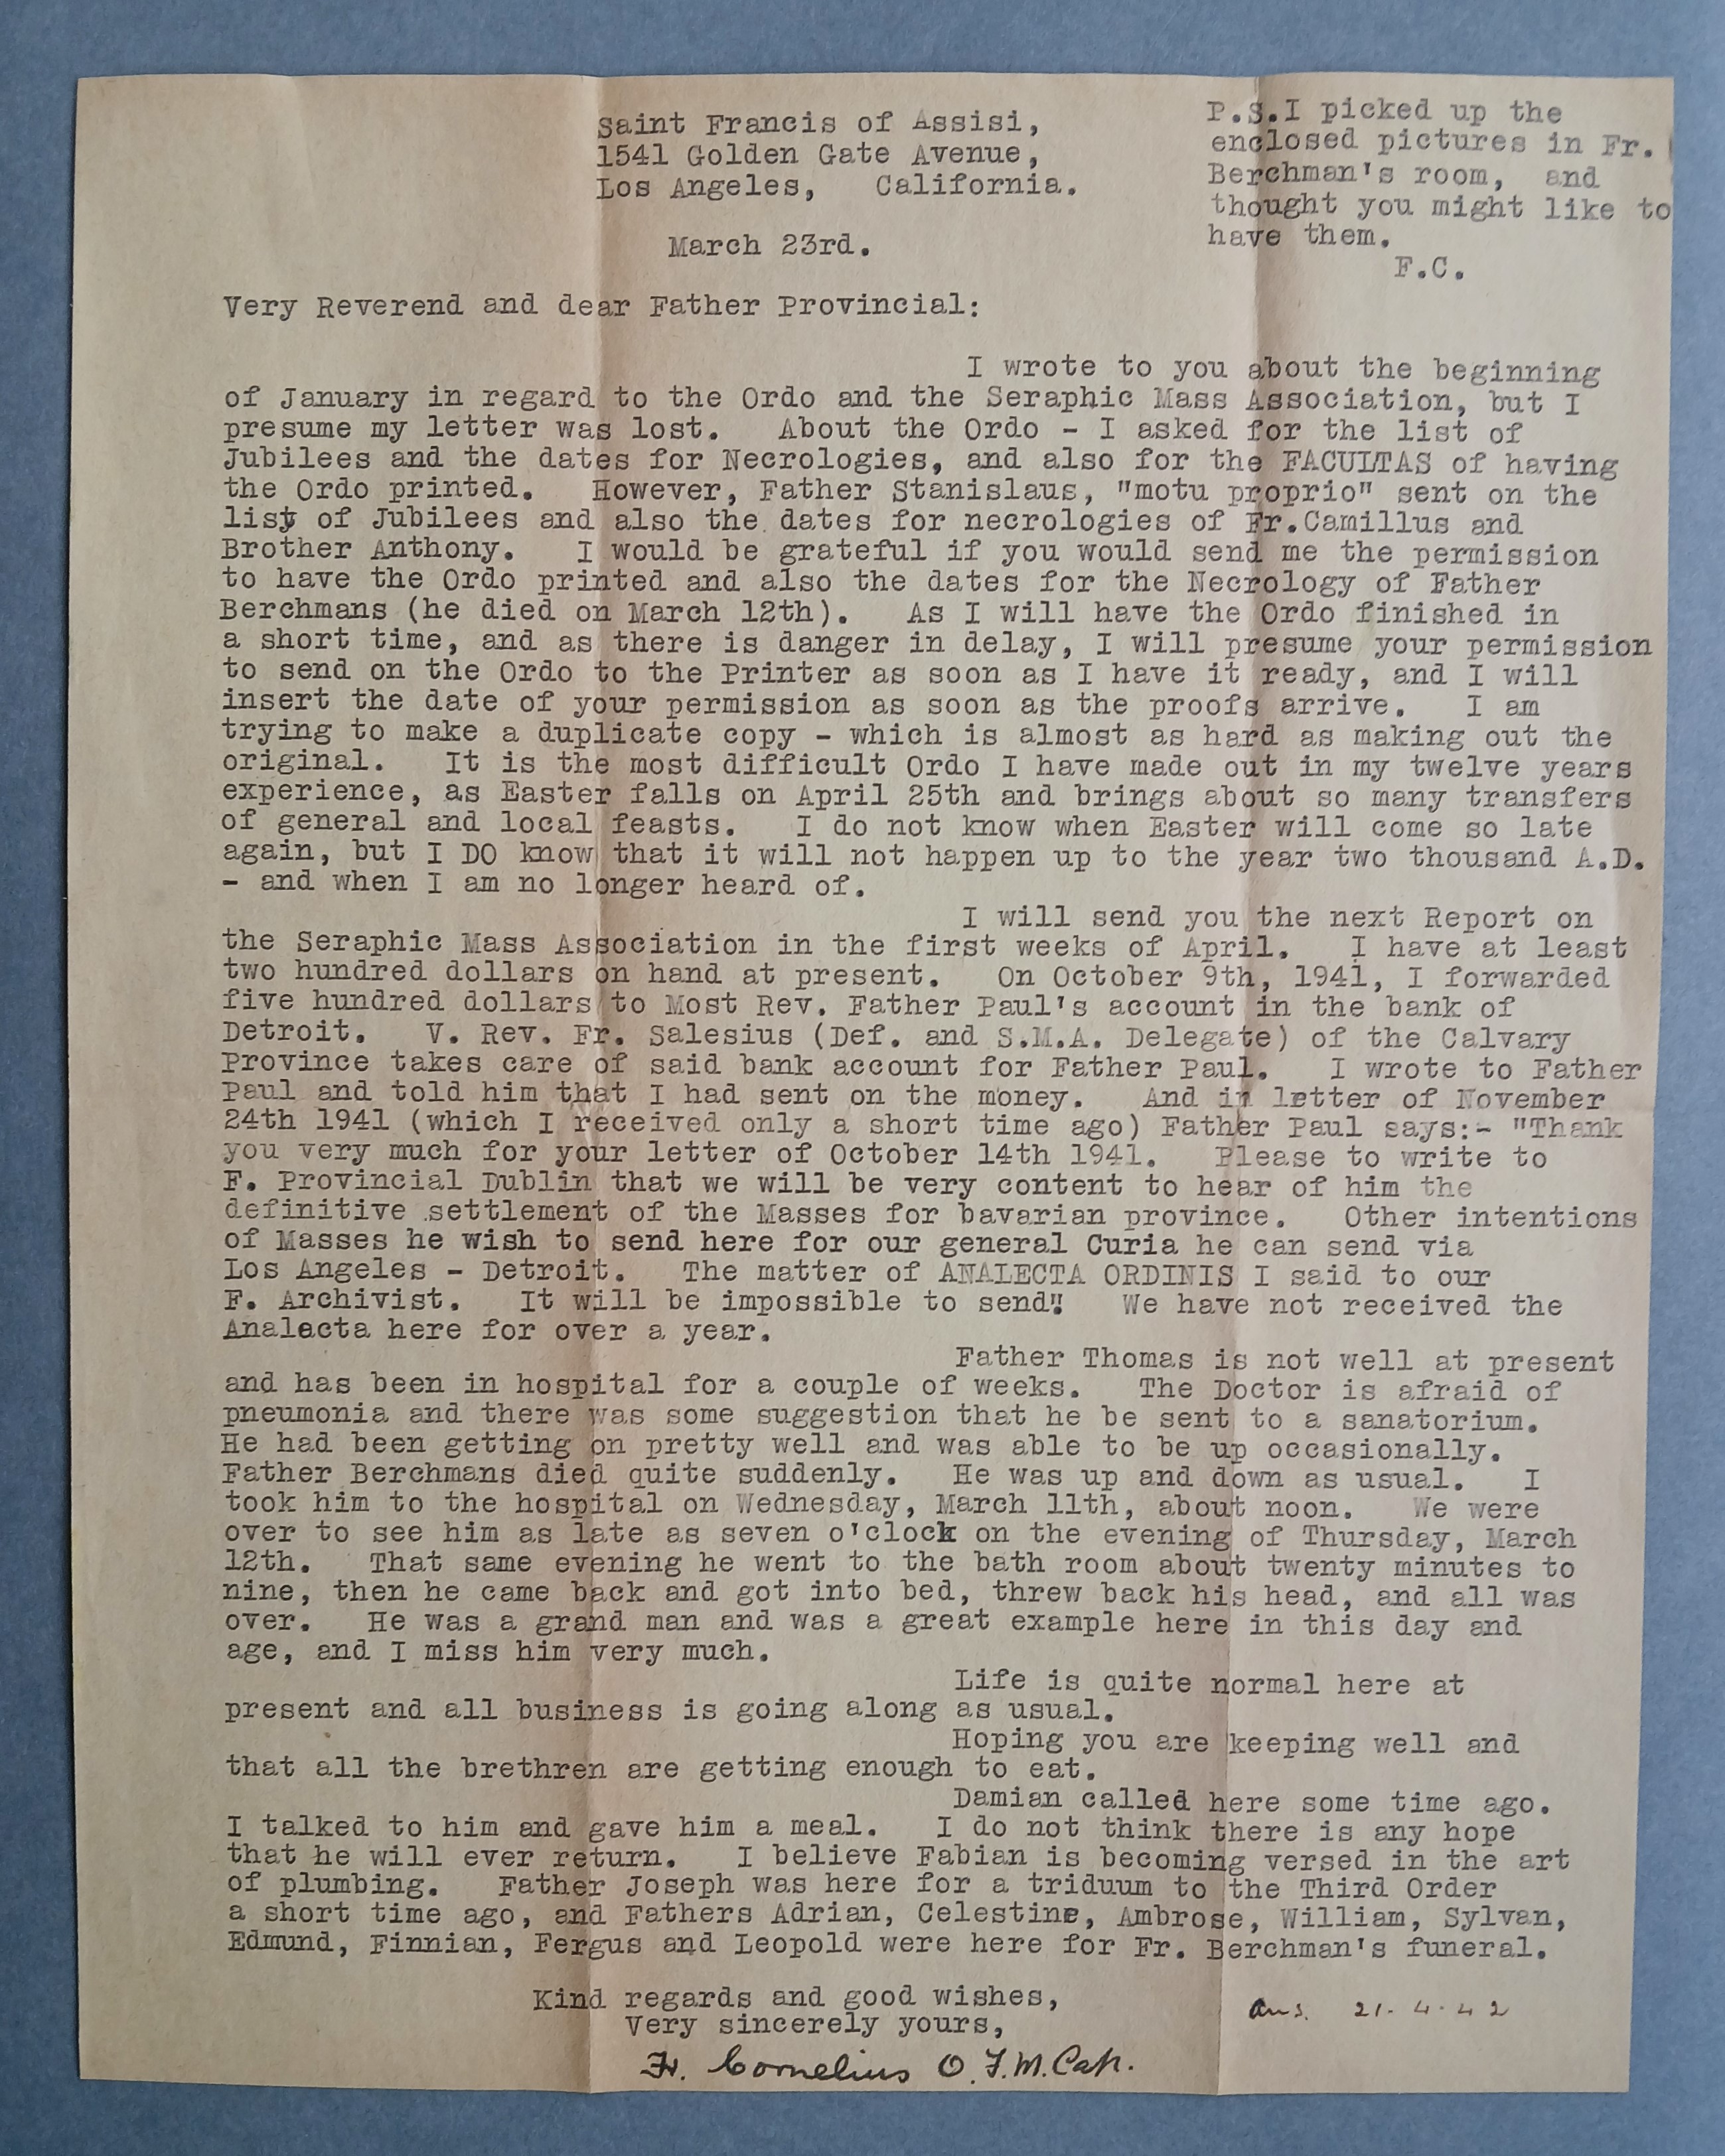 Saint Francis of Assisi,
1541 Golden Gate Avenue,
Los Angeles, California.
March 23rd.
P.S.I picked up the
enclosed pictures in Fr.
Berchman's room, and
thought you might like to
have them.
F.C.
Very Reverend and dear Father Provincial:
I wrote to you about the beginning
of January in regard to the Ordo and the Seraphic Mass Association, but I
presume my letter was lost. About the Ordo - I asked for the list of
Jubilees and the dates for Necrologies, and also for the FACULTAS of having
the Ordo printed. However, Father Stanislaus, "motu proprio" sent on the
list of Jubilees and also the dates for necrologies of Fr.Camillus and
Brother Anthony. I would be grateful if you would send me the permission
to have the Ordo printed and also the dates for the Necrology of Father
Berchmans (he died on March 12th). As I will have the Ordo finished in
a short time, and as there is danger in delay, I will presume your permission
to send on the Ordo to the Printer as soon as I have it ready, and I will
insert the date of your permission as soon as the proofs arrive. I am
trying to make a duplicate copy - which is almost as hard as making out the
original. It is the most difficult Ordo I have made out in my twelve years
experience, as Easter falls on April 25th and brings about so many transfers
of general and local feasts. I do not know when Easter will come so late
again, but I DO know that it will not happen up to the year two thousand A.D.
- and when I am no longer heard of.
I will send you the next Report on
the Seraphic Mass Association in the first weeks of April. I have at least
two hundred dollars on hand at present. On October 9th, 1941, I forwarded
five hundred dollars to Most Rev. Father Paul's account in the bank of
Detroit. V. Rev. Fr. Salesius (Def. and S.M.A. Delegate) of the Calvary
Province takes care of said bank account for Father Paul. I wrote to Father
Paul and told him that I had sent on the money. And in letter of November
24th 1941 (which I received only a short time ago) Father Paul says:- "Thank
you very much for your letter of October 14th 1941. Please to write to
F. Provincial Dublin that we will be very content to hear of him the
definitive settlement of the Masses for bavarian province. Other intentions
of Masses he wish to send here for our general Curia he can send via
Los Angeles - Detroit. The matter of ANALECTA ORDINIS I said to our
F. Archivist. It will be impossible to send"! We have not received the
Analecta here for over a year.
Father Thomas is not well at present
and has been in hospital for a couple of weeks. The Doctor is afraid of
pneumonia and there was some suggestion that he be sent to a sanatorium.
He had been getting on pretty well and was able to be up occasionally.
Father Berchmans died quite suddenly. He was up and down as usual. I
took him to the hospital on Wednesday, March 11th, about noon. We were
over to see him as late as seven o'clock on the evening of Thursday, March
12th. That same evening he went to the bath room about twenty minutes to
nine, then he came back and got into bed, threw back his head, and all was
over. He was a grand man and was a great example here in this day and
age, and I miss him very much.
Life is quite normal here at
present and all business is going along as usual.
Hoping you are keeping well and
that all the brethren are getting enough to eat.
Damian called here some time ago.
I talked to him and gave him a meal. I do not think there is any hope
that he will ever return. I believe Fabian is becoming versed in the art
of plumbing. Father Joseph was here for a triduum to the Third Order
a short time ago, and Fathers Adrian, Celestine, Ambrose, William, Sylvan,
Edmund, Finnian, Fergus and Leopold were here for Fr. Berchman's funeral.
Kind regards and good wishes,
Very sincerely yours,
Fr. Cornelius O.F.M.Cap.
Ans. 21-4-42